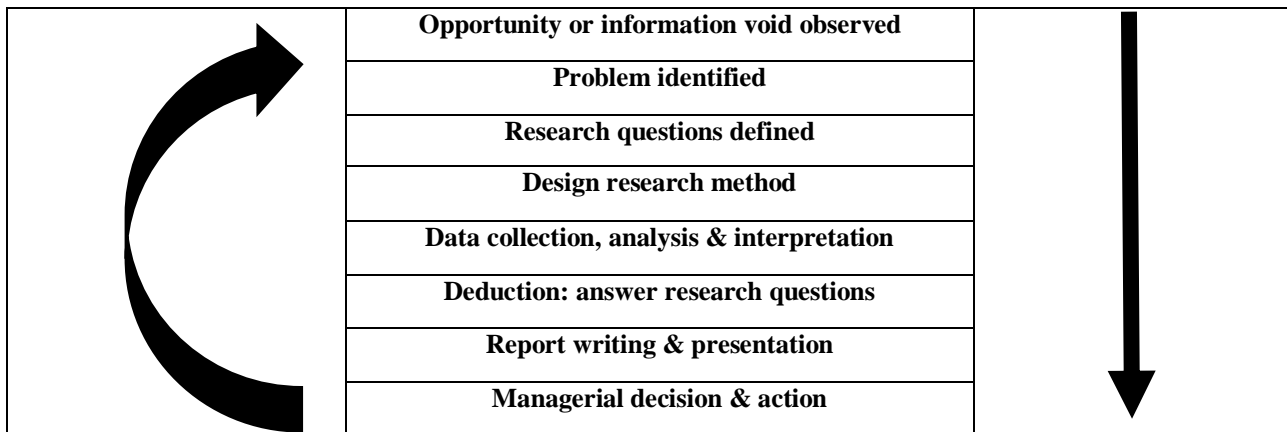 Opportunity or information void observed
Problem identified
Research questions defined
Design research method
Data collection, analysis & interpretation
Deduction: answer research questions
Report writing & presentation
Managerial decision & action